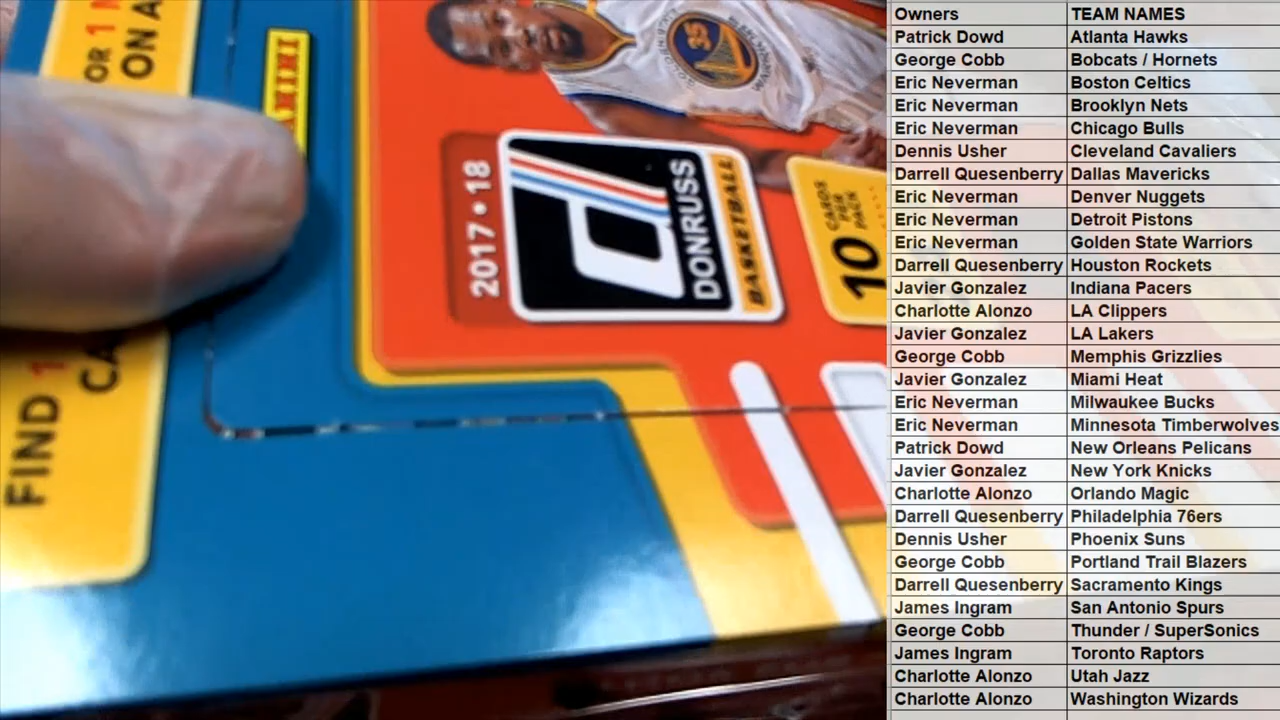 OR 1 M
ON A
PANINI
35
2017 • 18
DONRUSS
BASKETBALL
10
CARDS
PER
PACK
FIND 1
CA
Owners TEAM NAMES
Patrick Dowd Atlanta Hawks
George Cobb Bobcats / Hornets
Eric Neverman Boston Celtics
Eric Neverman Brooklyn Nets
Eric Neverman Chicago Bulls
Dennis Usher Cleveland Cavaliers
Darrell Quesenberry Dallas Mavericks
Eric Neverman Denver Nuggets
Eric Neverman Detroit Pistons
Eric Neverman Golden State Warriors
Darrell Quesenberry Houston Rockets
Javier Gonzalez Indiana Pacers
Charlotte Alonzo LA Clippers
Javier Gonzalez LA Lakers
George Cobb Memphis Grizzlies
Javier Gonzalez Miami Heat
Eric Neverman Milwaukee Bucks
Eric Neverman Minnesota Timberwolves
Patrick Dowd New Orleans Pelicans
Javier Gonzalez New York Knicks
Charlotte Alonzo Orlando Magic
Darrell Quesenberry Philadelphia 76ers
Dennis Usher Phoenix Suns
George Cobb Portland Trail Blazers
Darrell Quesenberry Sacramento Kings
James Ingram San Antonio Spurs
George Cobb Thunder / SuperSonics
James Ingram Toronto Raptors
Charlotte Alonzo Utah Jazz
Charlotte Alonzo Washington Wizards